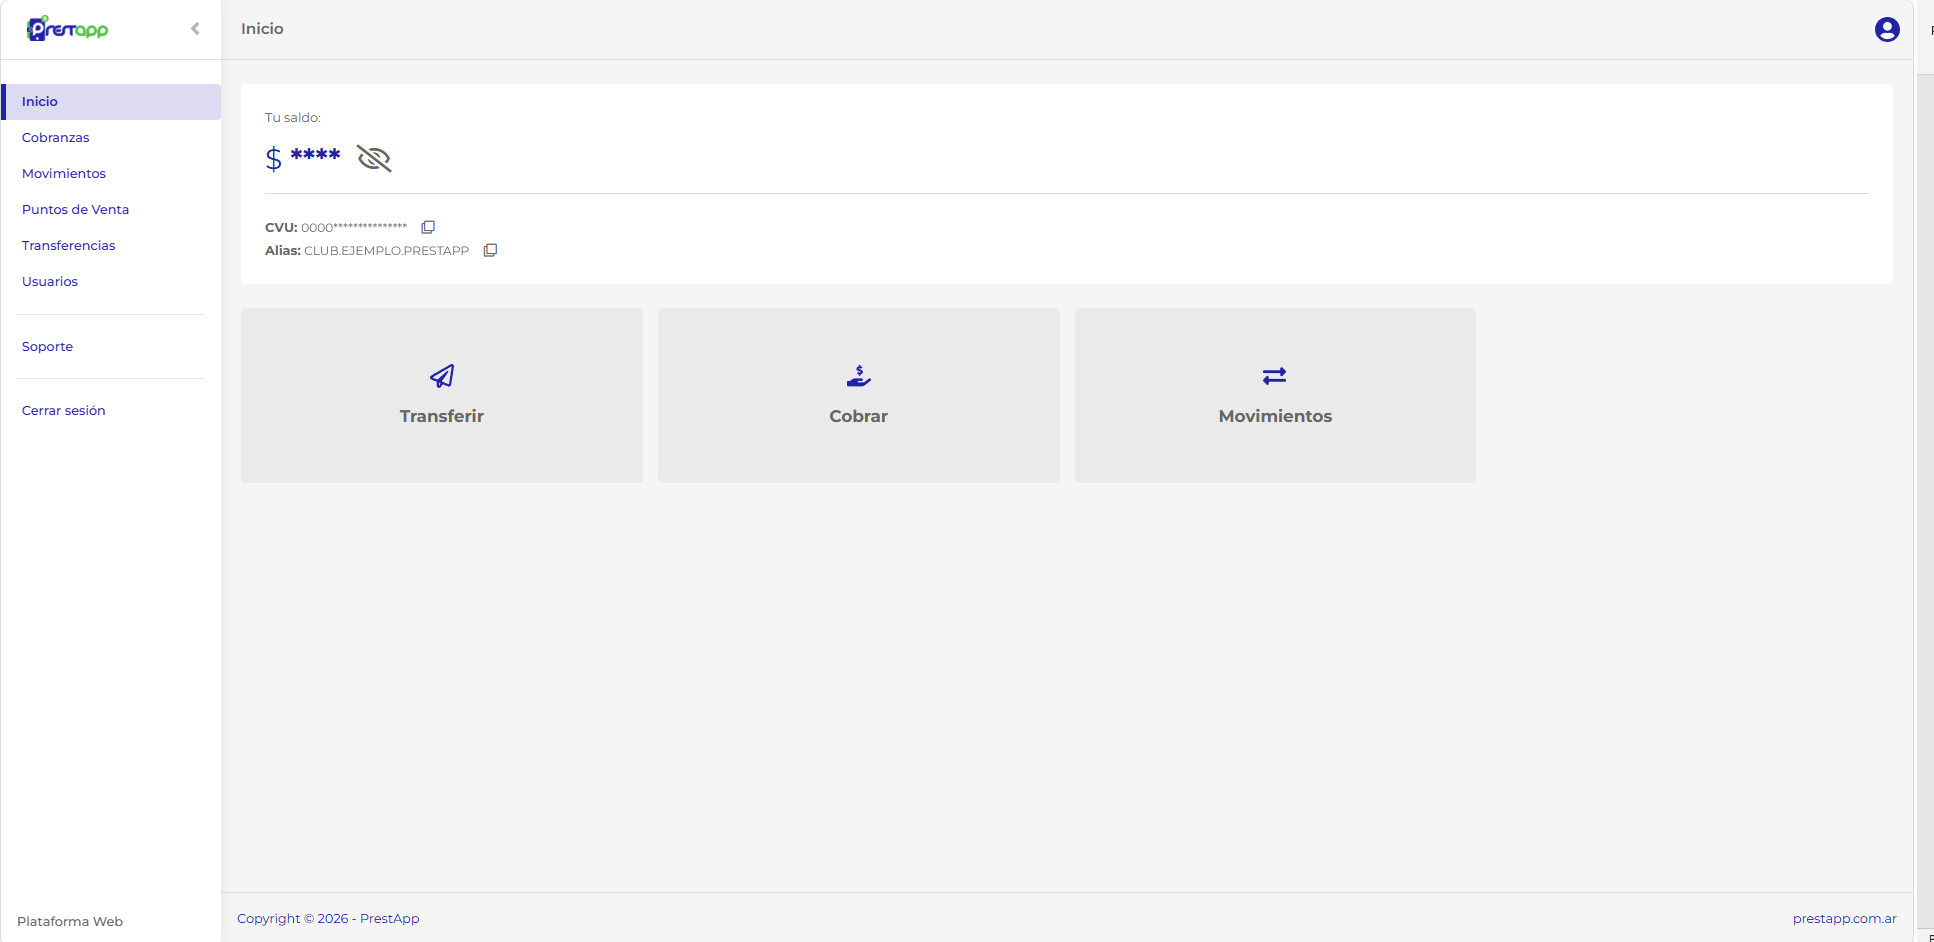 Prestapp
Inicio
Inicio
Cobranzas
Movimientos
Puntos de Venta
Transferencias
Usuarios
Soporte
Cerrar sesión
Plataforma Web
Tu saldo:
$ ****
CVU: 0000***************
Alias: CLUB.EJEMPLO.PRESTAPP
Transferir
Cobrar
Movimientos
Copyright © 2026 - PrestApp
prestapp.com.ar